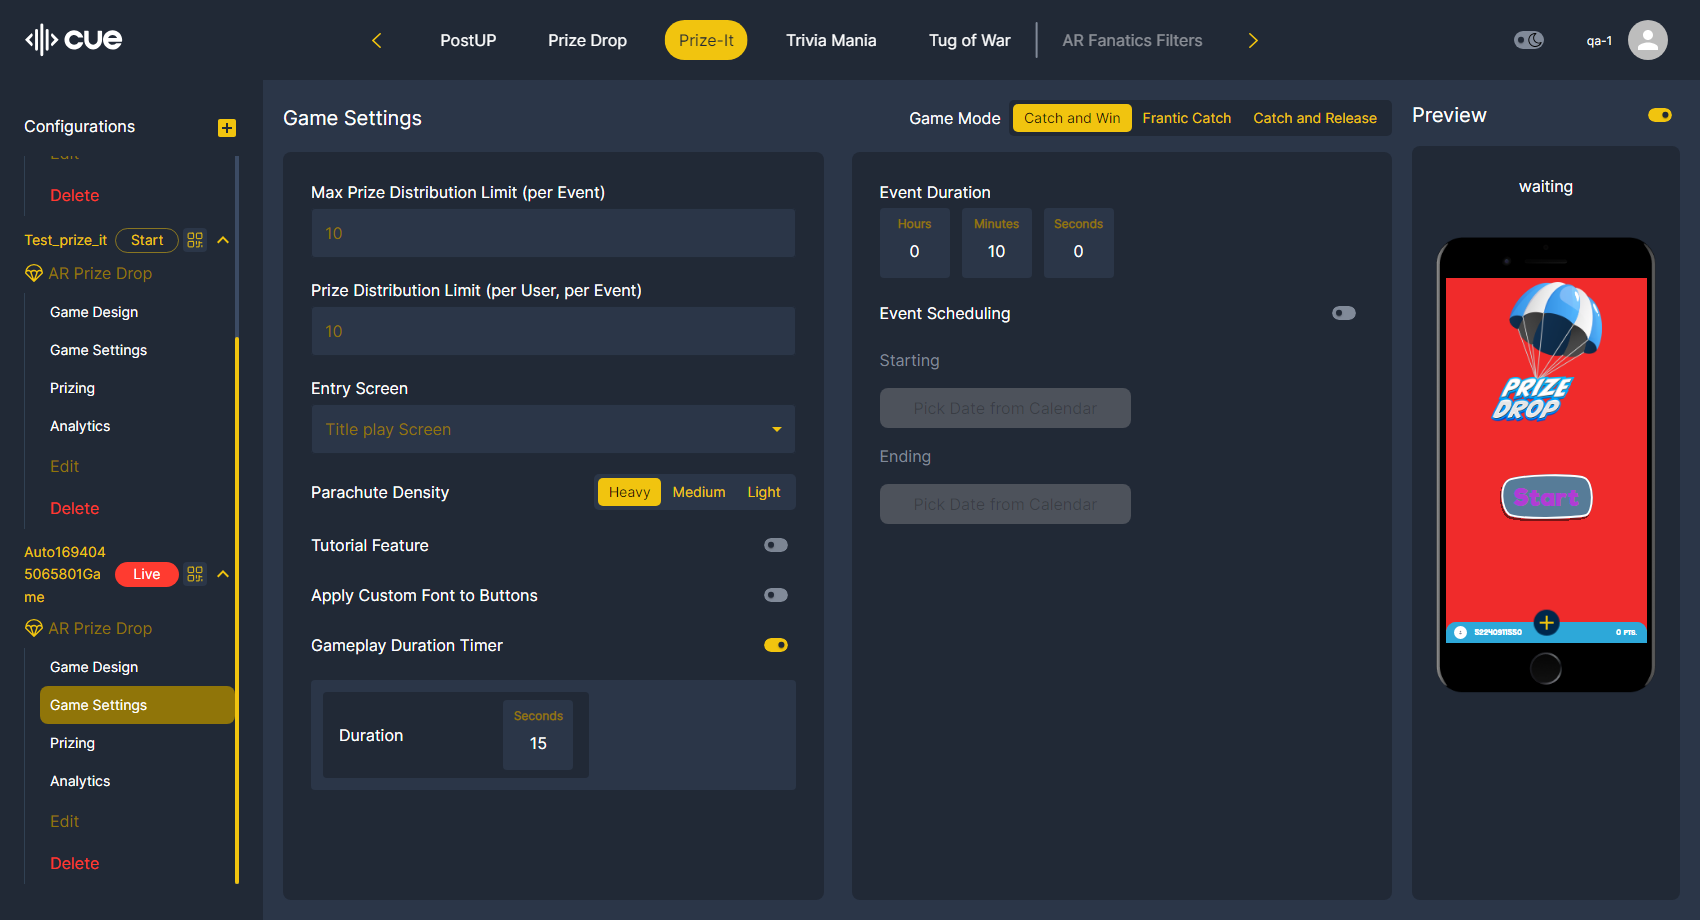 cue
PostUP
Prize Drop
Prize-It
Trivia Mania
Tug of War
AR Fanatics Filters
qa-1
Configurations
Delete
Test_prize_it
Start
AR Prize Drop
Game Design
Game Settings
Prizing
Analytics
Edit
Delete
Auto169404
5065801Ga
me
Live
AR Prize Drop
Game Design
Game Settings
Prizing
Analytics
Edit
Delete
Game Settings
Game Mode
Catch and Win
Frantic Catch
Catch and Release
Max Prize Distribution Limit (per Event)
10
Prize Distribution Limit (per User, per Event)
10
Entry Screen
Title play Screen
Parachute Density
Heavy
Medium
Light
Tutorial Feature
Apply Custom Font to Buttons
Gameplay Duration Timer
Duration
Seconds
15
Event Duration
Hours
0
Minutes
10
Seconds
0
Event Scheduling
Starting
Pick Date from Calendar
Ending
Pick Date from Calendar
Preview
waiting
PRIZE
DROP
Start
52240911550
0 PTS.